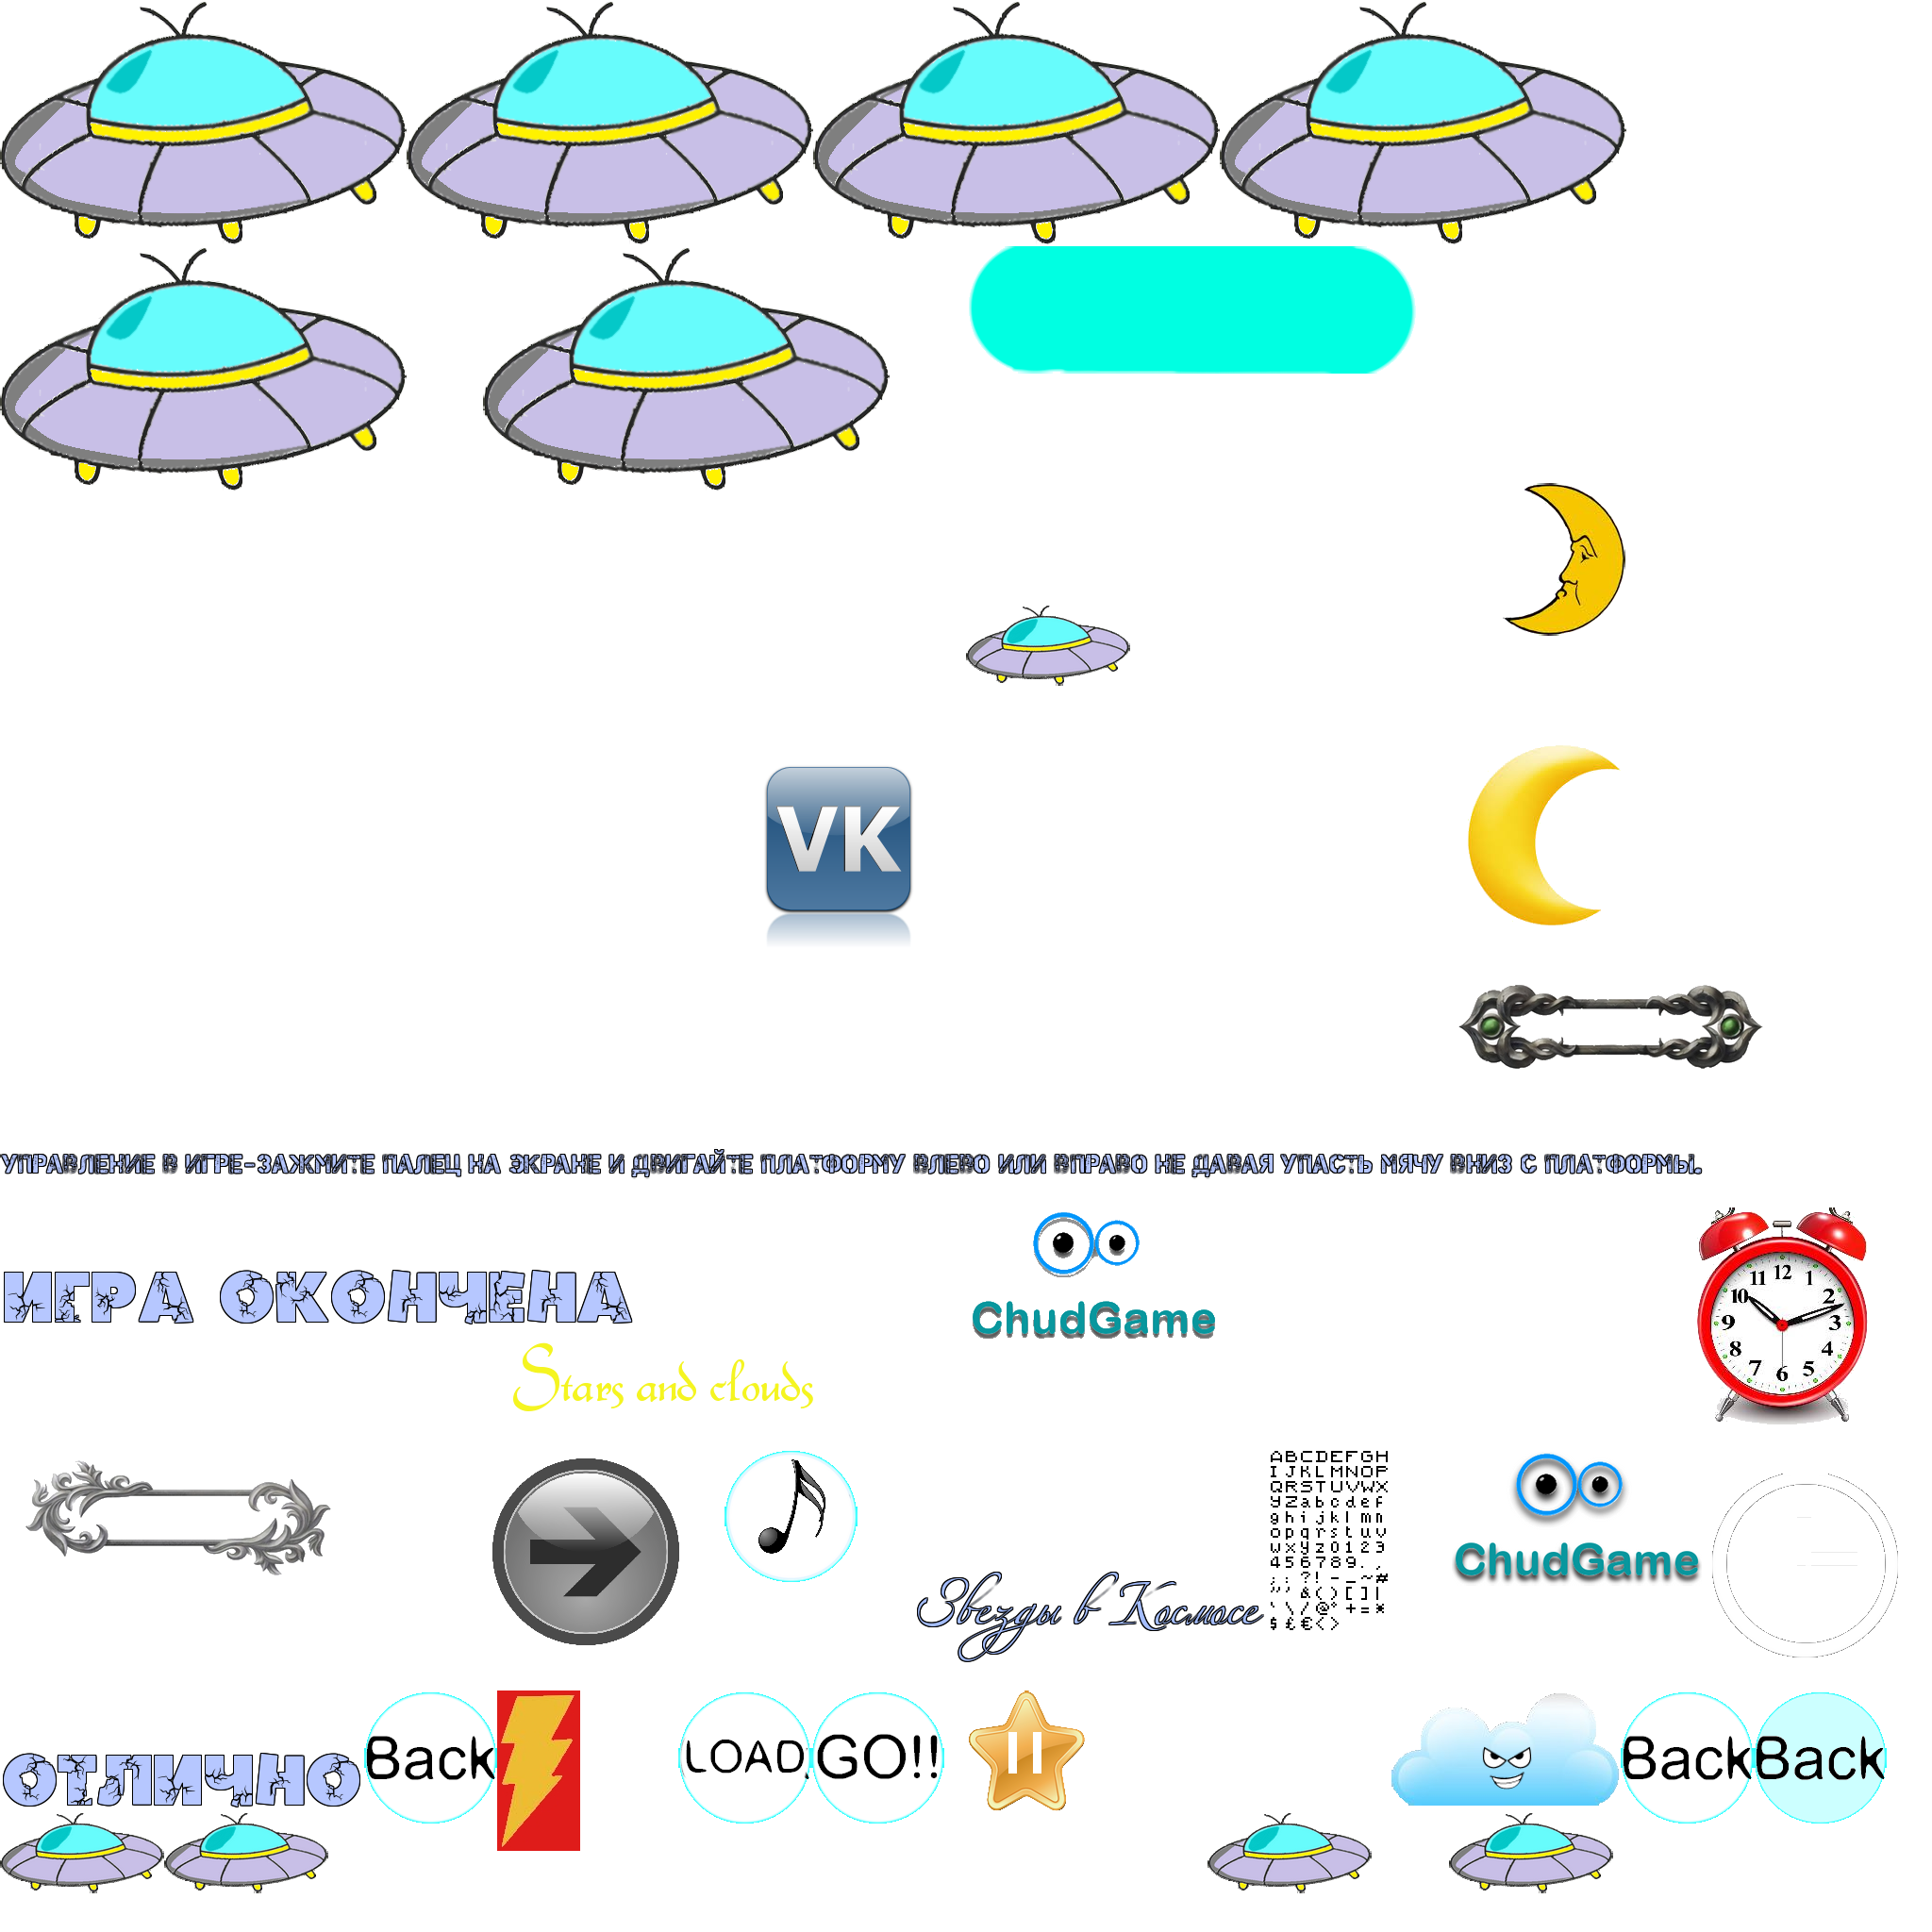 VK
УПРАВЛЕНИЕ В ИГРЕ-ЗАЖМИТЕ ПАЛЕЦ НА ЭКРАНЕ И ДВИГАЙТЕ ПЛАТФОРМУ ВЛЕВО ИЛИ ВПРАВО НЕ ДАВАЯ УПАСТЬ МЯЧУ ВНИЗ С ПЛАТФОРМЫ.
ИГРА ОКОНЧЕНА
ChudGame
12 1 2 3 4 5 6 7 8 9 10 11
Stars and clouds
Звезды в Космосе
ABCDEFGH
IJKLMNOP
QRSTUVWX
YZabcdef
ghijklmn
opqrstuv
wxyz0123
456789.,
;:?!-_~#
"'&()[]|
`\/@°+=*
$£€<>
ChudGame
ОТЛИЧНО
Back
LOAD.
GO!!
Back
Back